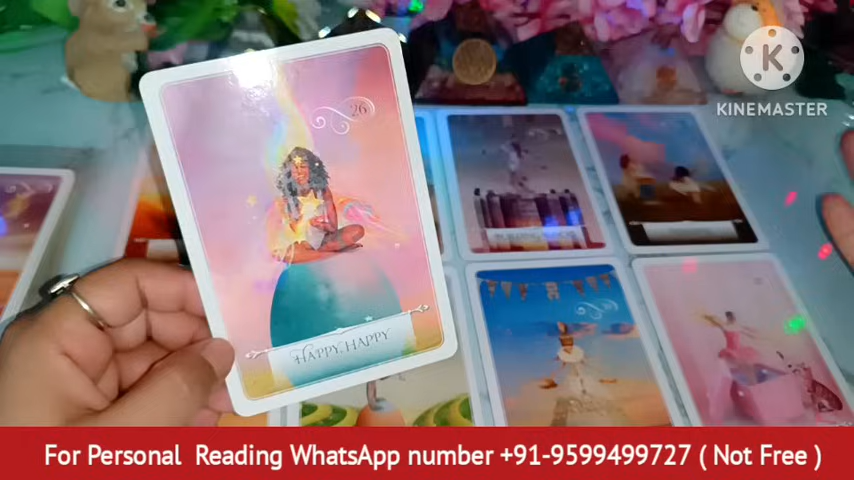 K
KINEMASTER
26
HAPPY, HAPPY
For Personal Reading WhatsApp number +91-9599499727 ( Not Free )